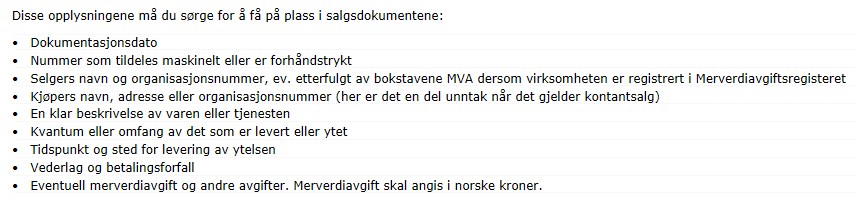 Disse opplysningene må du sørge for å få på plass i salgsdokumentene:
• Dokumentasjonsdato
• Nummer som tildeles maskinelt eller er forhåndstrykt
• Selgers navn og organisasjonsnummer, ev. etterfulgt av bokstavene MVA dersom virksomheten er registrert i Merverdiavgiftsregisteret
• Kjøpers navn, adresse eller organisasjonsnummer (her er det en del unntak når det gjelder kontantsalg)
• En klar beskrivelse av varen eller tjenesten
• Kvantum eller omfang av det som er levert eller ytet
• Tidspunkt og sted for levering av ytelsen
• Vederlag og betalingsforfall
• Eventuell merverdiavgift og andre avgifter. Merverdiavgift skal angis i norske kroner.